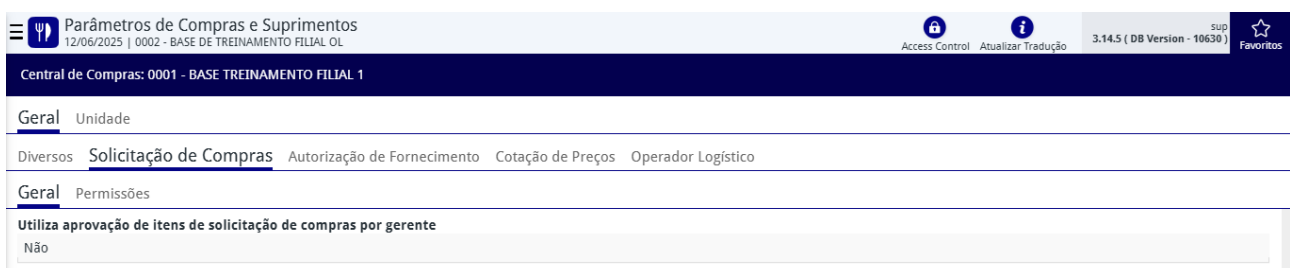 Parâmetros de Compras e Suprimentos
12/06/2025 | 0002 - BASE DE TREINAMENTO FILIAL OL
Access Control
Atualizar Tradução
sup
3.14.5 ( DB Version - 10630 )
Favoritos
Central de Compras: 0001 - BASE TREINAMENTO FILIAL 1
Geral Unidade
Diversos Solicitação de Compras Autorização de Fornecimento Cotação de Preços Operador Logístico
Geral Permissões
Utiliza aprovação de itens de solicitação de compras por gerente
Não